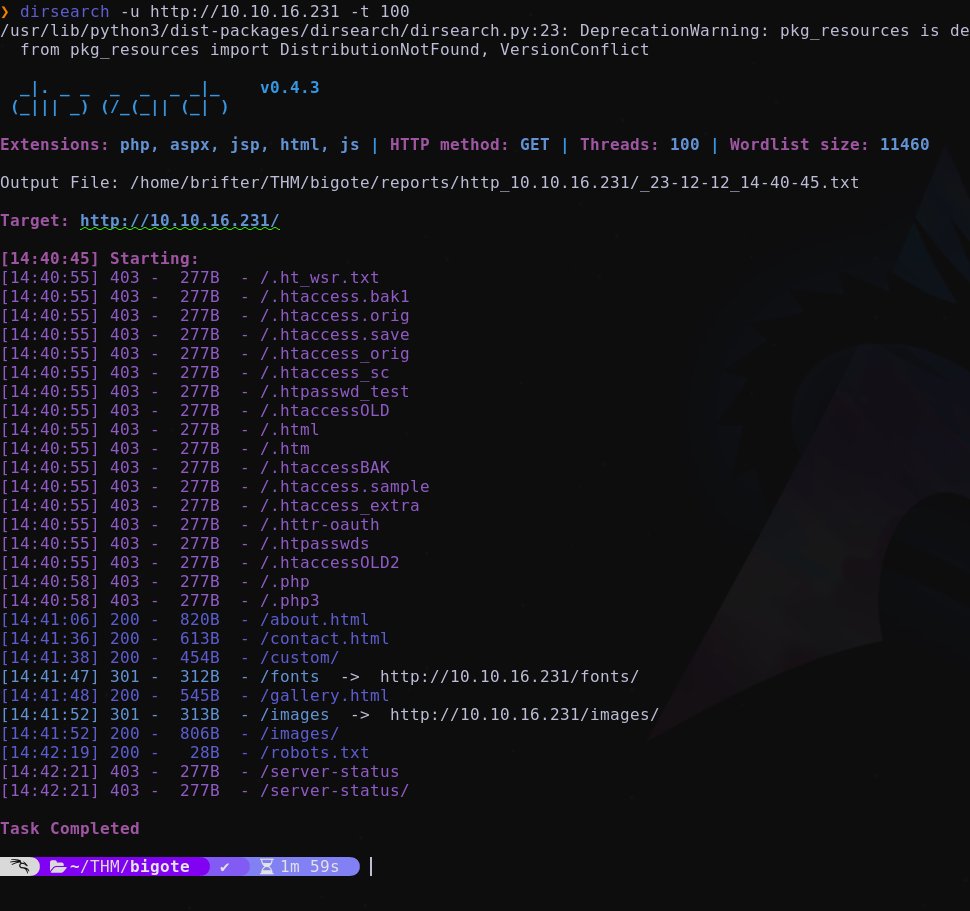 ❯ dirsearch -u http://10.10.16.231 -t 100
/usr/lib/python3/dist-packages/dirsearch/dirsearch.py:23: DeprecationWarning: pkg_resources is de
  from pkg_resources import DistributionNotFound, VersionConflict
  _|. _ _  _  _  _ _|_    v0.4.3
 (_||| _) (/_(_|| (_| )
Extensions: php, aspx, jsp, html, js | HTTP method: GET | Threads: 100 | Wordlist size: 11460
Output File: /home/brifter/THM/bigote/reports/http_10.10.16.231/_23-12-12_14-40-45.txt
Target: http://10.10.16.231/
[14:40:45] Starting:
[14:40:55] 403 -  277B  - /.ht_wsr.txt
[14:40:55] 403 -  277B  - /.htaccess.bak1
[14:40:55] 403 -  277B  - /.htaccess.orig
[14:40:55] 403 -  277B  - /.htaccess.save
[14:40:55] 403 -  277B  - /.htaccess_orig
[14:40:55] 403 -  277B  - /.htaccess_sc
[14:40:55] 403 -  277B  - /.htpasswd_test
[14:40:55] 403 -  277B  - /.htaccessOLD
[14:40:55] 403 -  277B  - /.html
[14:40:55] 403 -  277B  - /.htm
[14:40:55] 403 -  277B  - /.htaccessBAK
[14:40:55] 403 -  277B  - /.htaccess.sample
[14:40:55] 403 -  277B  - /.htaccess_extra
[14:40:55] 403 -  277B  - /.httr-oauth
[14:40:55] 403 -  277B  - /.htpasswds
[14:40:55] 403 -  277B  - /.htaccessOLD2
[14:40:58] 403 -  277B  - /.php
[14:40:58] 403 -  277B  - /.php3
[14:41:06] 200 -  820B  - /about.html
[14:41:36] 200 -  613B  - /contact.html
[14:41:38] 200 -  454B  - /custom/
[14:41:47] 301 -  312B  - /fonts  ->  http://10.10.16.231/fonts/
[14:41:48] 200 -  545B  - /gallery.html
[14:41:52] 301 -  313B  - /images  ->  http://10.10.16.231/images/
[14:41:52] 200 -  806B  - /images/
[14:42:19] 200 -   28B  - /robots.txt
[14:42:21] 403 -  277B  - /server-status
[14:42:21] 403 -  277B  - /server-status/
Task Completed
~/THM/bigote ✔ 1m 59s